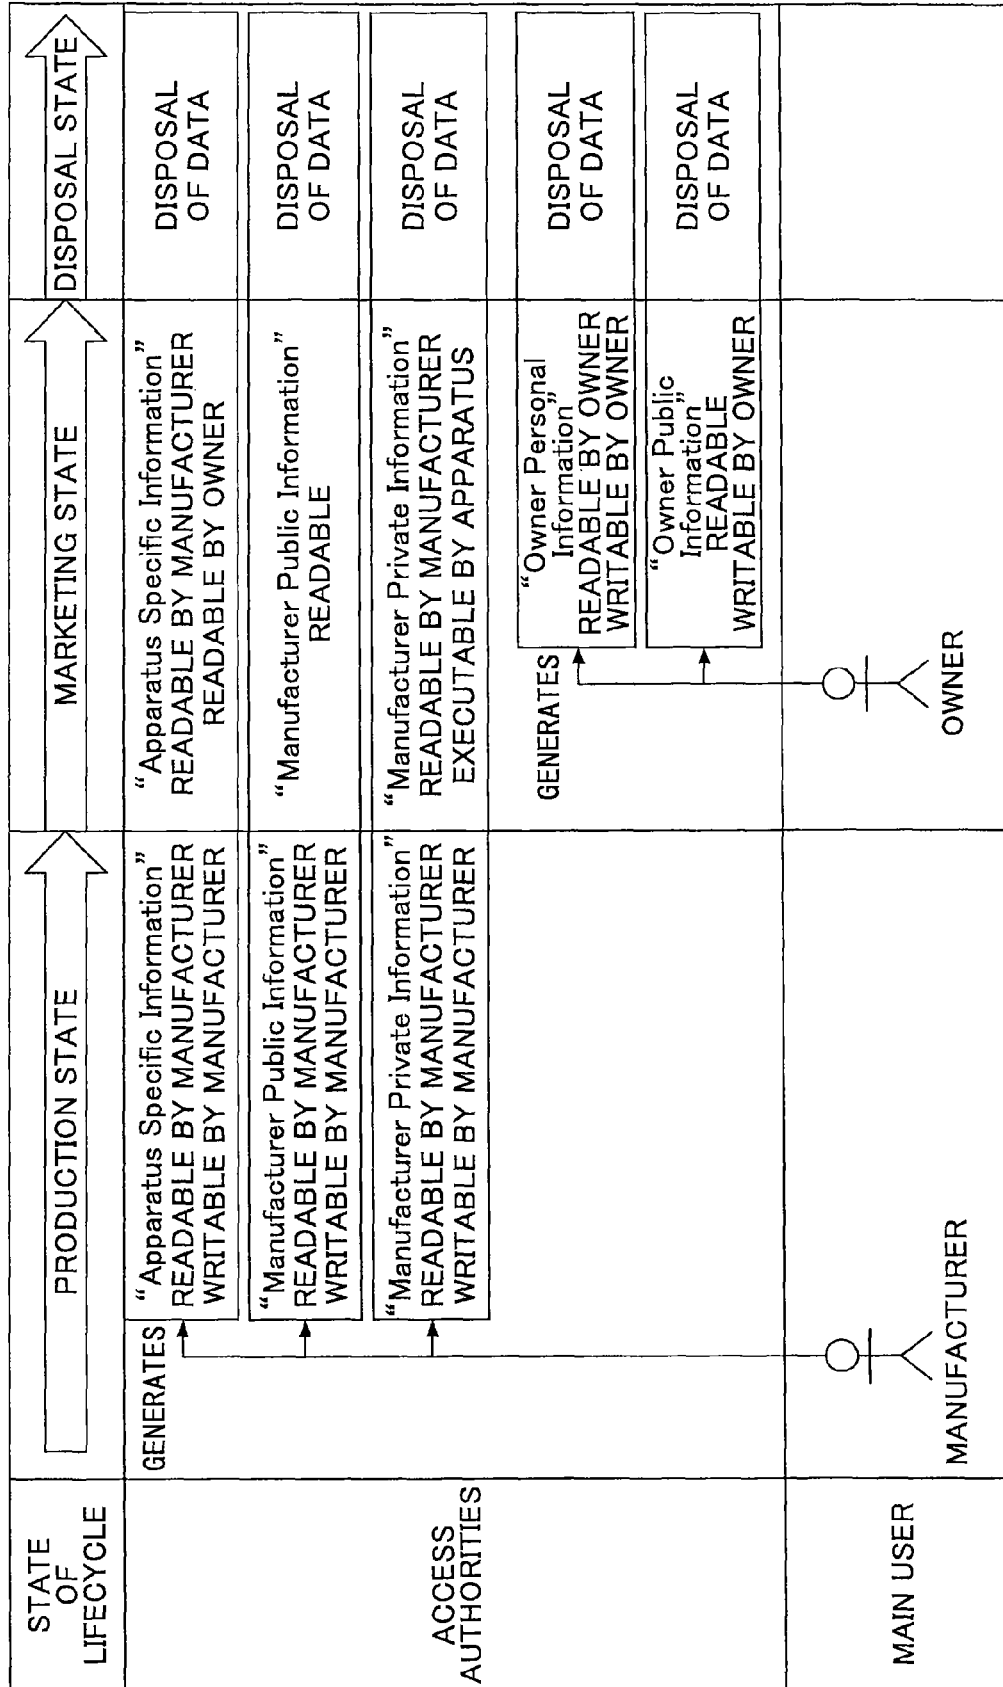 STATE
OF
LIFECYCLE
PRODUCTION STATE
MARKETING STATE
DISPOSAL STATE
ACCESS
AUTHORITIES
GENERATES
“Apparatus Specific Information”
READABLE BY MANUFACTURER
WRITABLE BY MANUFACTURER
“Apparatus Specific Information”
READABLE BY MANUFACTURER
READABLE BY OWNER
DISPOSAL
OF DATA
“Manufacturer Public Information”
READABLE BY MANUFACTURER
WRITABLE BY MANUFACTURER
“Manufacturer Public Information”
READABLE
DISPOSAL
OF DATA
“Manufacturer Private Information”
READABLE BY MANUFACTURER
WRITABLE BY MANUFACTURER
“Manufacturer Private Information”
READABLE BY MANUFACTURER
EXECUTABLE BY APPARATUS
DISPOSAL
OF DATA
GENERATES
“Owner Personal
Information”
READABLE BY OWNER
WRITABLE BY OWNER
DISPOSAL
OF DATA
“Owner Public
Information”
READABLE
WRITABLE BY OWNER
DISPOSAL
OF DATA
MAIN USER
MANUFACTURER
OWNER